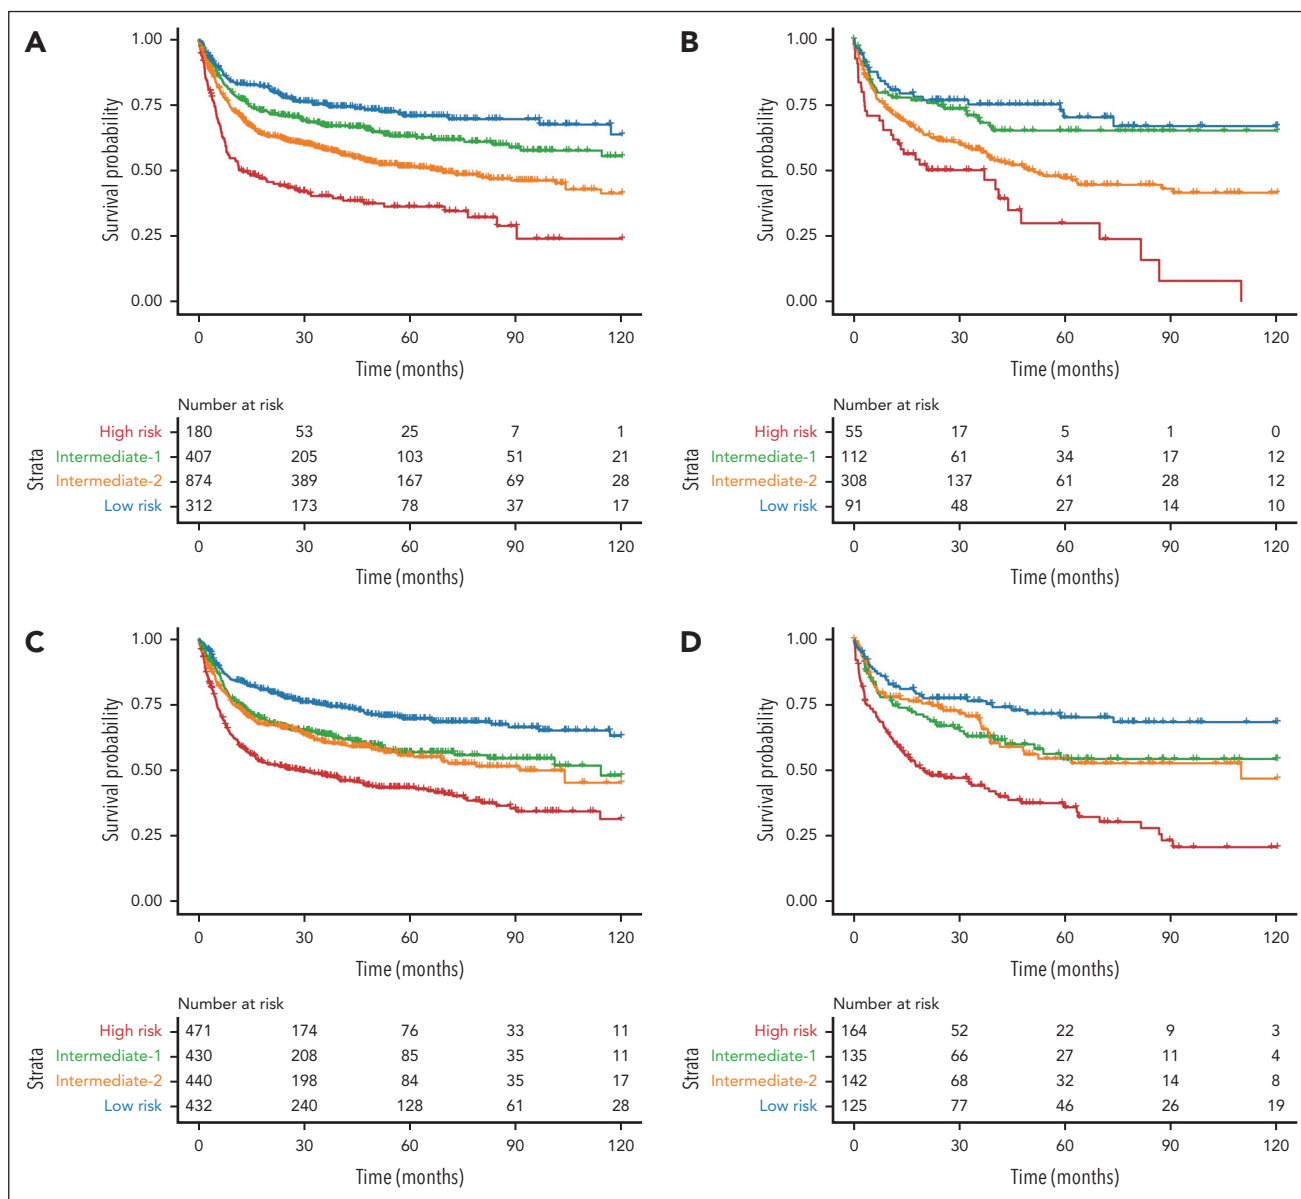 A
Survival probability
1.00
0.75
0.50
0.25
0.00
0 30 60 90 120
Time (months)
Number at risk
Strata
High risk 180 53 25 7 1
Intermediate-1 407 205 103 51 21
Intermediate-2 874 389 167 69 28
Low risk 312 173 78 37 17
0 30 60 90 120
Time (months)
B
Survival probability
1.00
0.75
0.50
0.25
0.00
0 30 60 90 120
Time (months)
Number at risk
Strata
High risk 55 17 5 1 0
Intermediate-1 112 61 34 17 12
Intermediate-2 308 137 61 28 12
Low risk 91 48 27 14 10
0 30 60 90 120
Time (months)
C
Survival probability
1.00
0.75
0.50
0.25
0.00
0 30 60 90 120
Time (months)
Number at risk
Strata
High risk 471 174 76 33 11
Intermediate-1 430 208 85 35 11
Intermediate-2 440 198 84 35 17
Low risk 432 240 128 61 28
0 30 60 90 120
Time (months)
D
Survival probability
1.00
0.75
0.50
0.25
0.00
0 30 60 90 120
Time (months)
Number at risk
Strata
High risk 164 52 22 9 3
Intermediate-1 135 66 27 11 4
Intermediate-2 142 68 32 14 8
Low risk 125 77 46 26 19
0 30 60 90 120
Time (months)